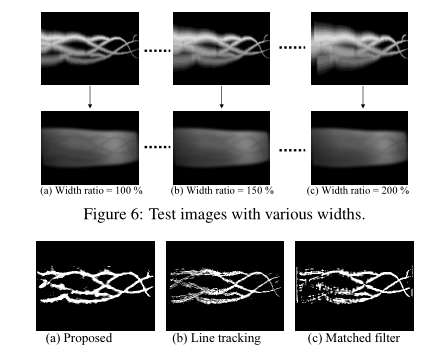 (a) Width ratio = 100 % (b) Width ratio = 150 % (c) Width ratio = 200 %
Figure 6: Test images with various widths.
(a) Proposed (b) Line tracking (c) Matched filter